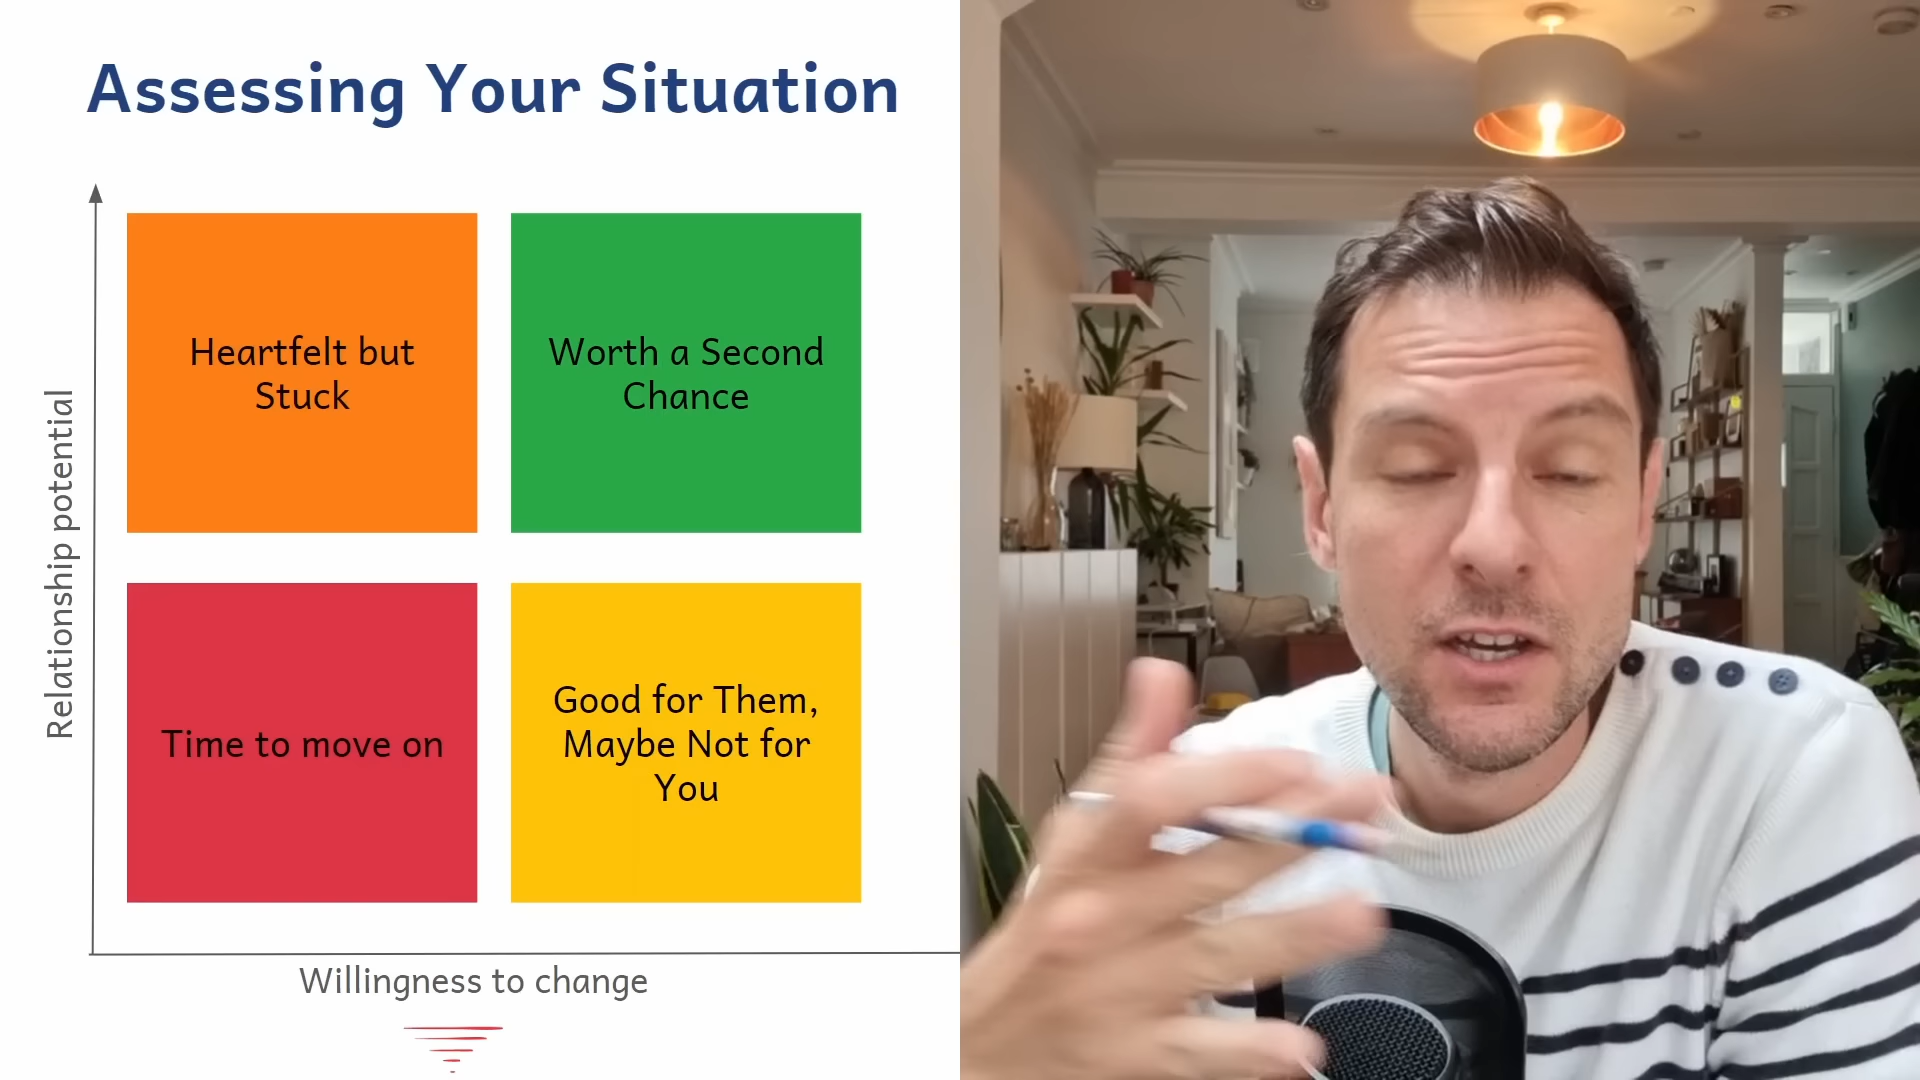 Assessing Your Situation
Relationship potential
Heartfelt but
Stuck
Worth a Second
Chance
Time to move on
Good for Them,
Maybe Not for
You
Willingness to change